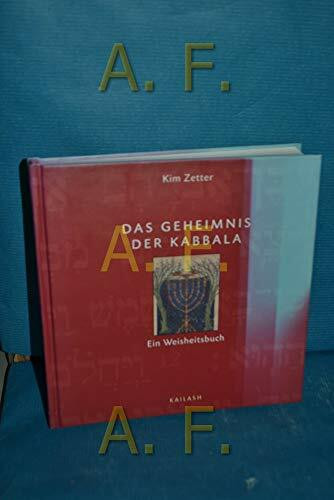 A. F.
Kim Zetter
DAS GEHEIMNIS
DER KABBALA
A. F.
Ein Weisheitsbuch
KAILASH
A. F.